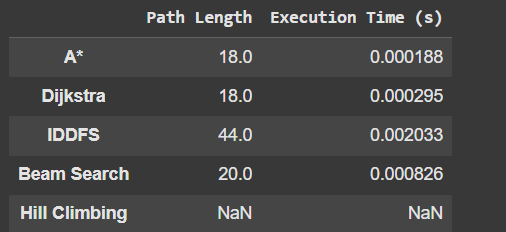 Path Length Execution Time (s)
A* 18.0 0.000188
Dijkstra 18.0 0.000295
IDDFS 44.0 0.002033
Beam Search 20.0 0.000826
Hill Climbing NaN NaN